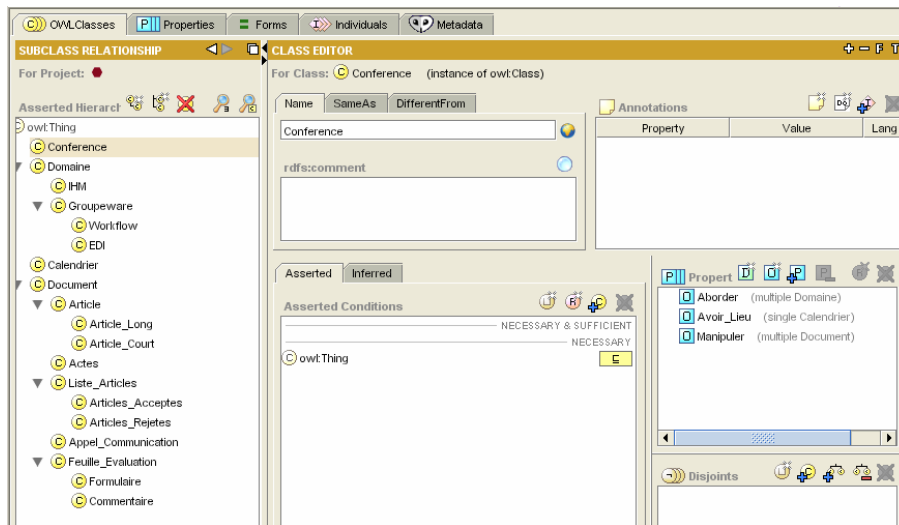 OWLClasses Properties Forms Individuals Metadata
SUBCLASS RELATIONSHIP
For Project:
Asserted Hierarch
owl:Thing
Conference
Domaine
IHM
Groupeware
Workflow
EDI
Calendrier
Document
Article
Article_Long
Article_Court
Actes
Liste_Articles
Articles_Acceptes
Articles_Rejetes
Appel_Communication
Feuille_Evaluation
Formulaire
Commentaire
CLASS EDITOR
For Class: Conference (instance of owl:Class)
Name SameAs DifferentFrom
Conference
rdfs:comment
Annotations
Property Value Lang
Asserted Inferred
Asserted Conditions
NECESSARY & SUFFICIENT
NECESSARY
owl:Thing
Propert
Aborder (multiple Domaine)
Avoir_Lieu (single Calendrier)
Manipuler (multiple Document)
Disjoints